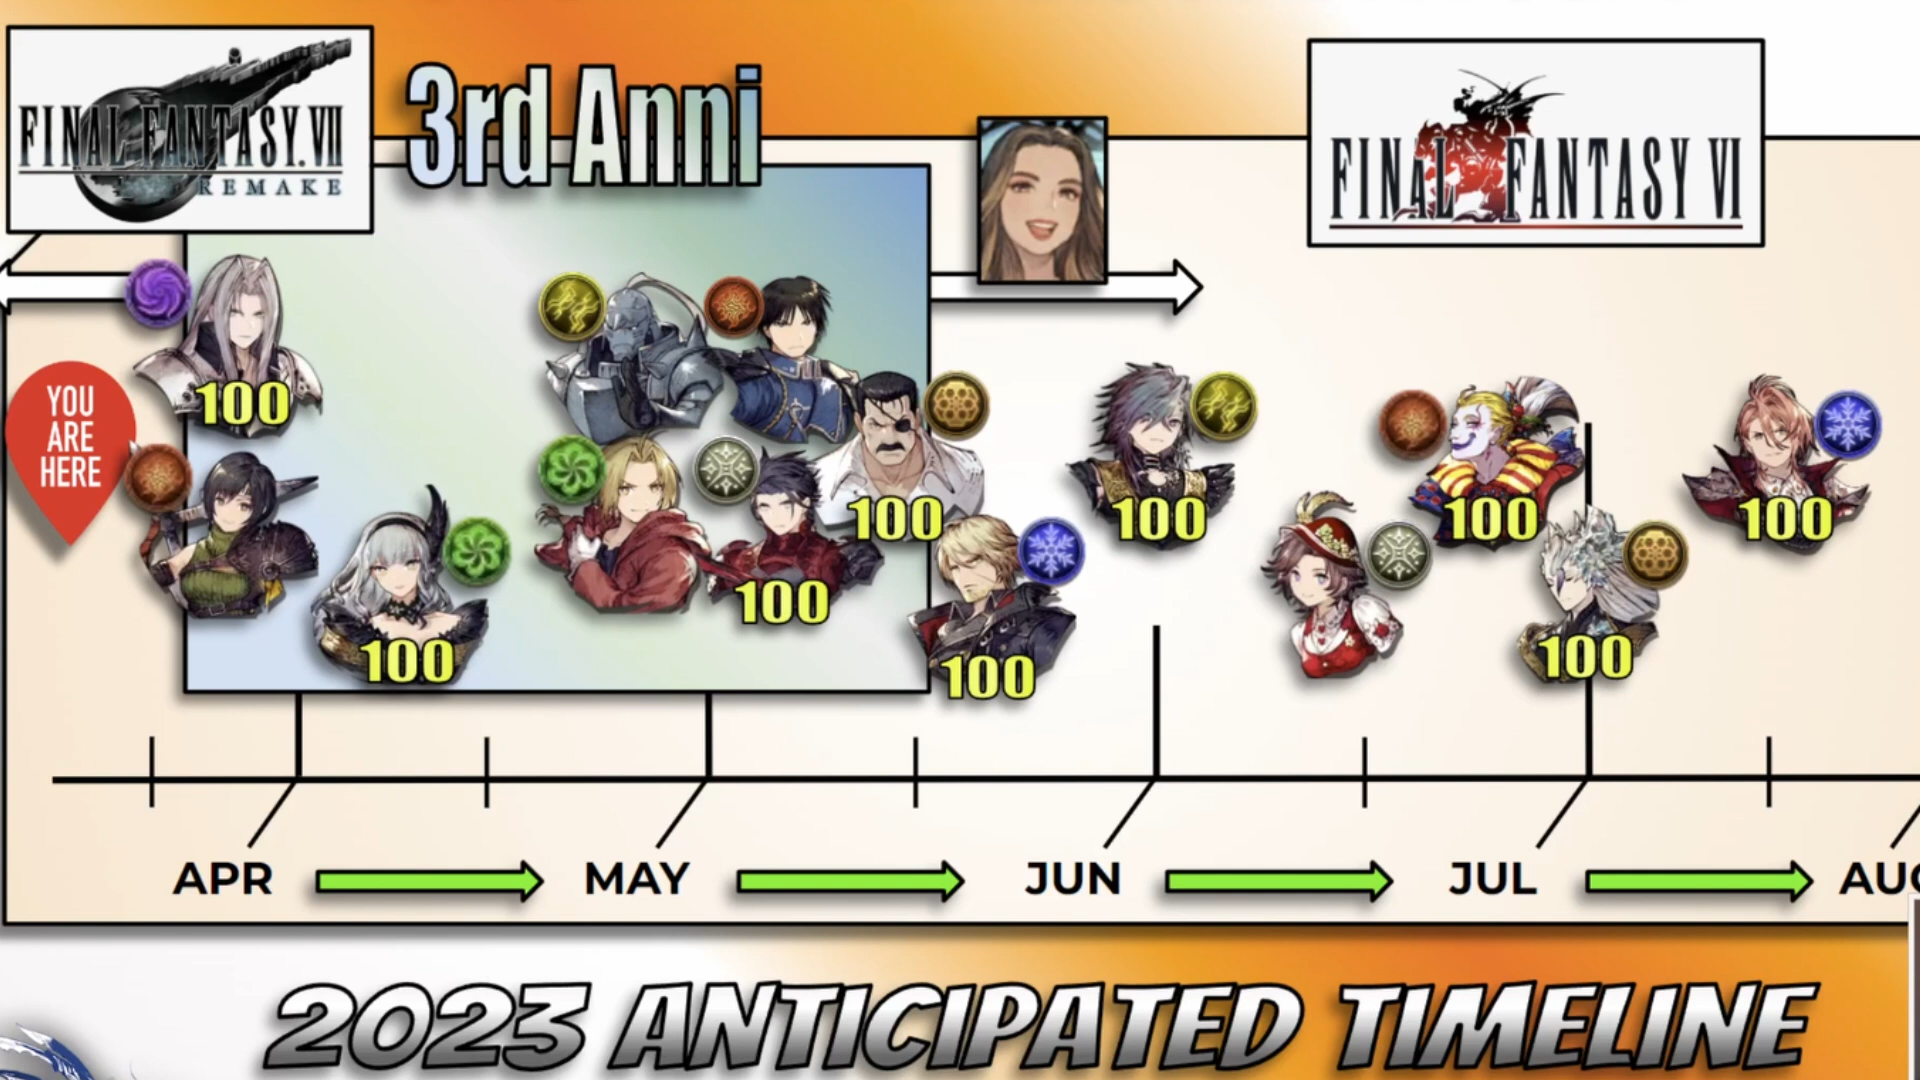 FINAL FANTASY VII
REMAKE
3rd Anni
FINAL FANTASY VI
YOU
ARE
HERE
100
100
100
100
100
100
100
100
100
APR
MAY
JUN
JUL
AUG
2023 ANTICIPATED TIMELINE